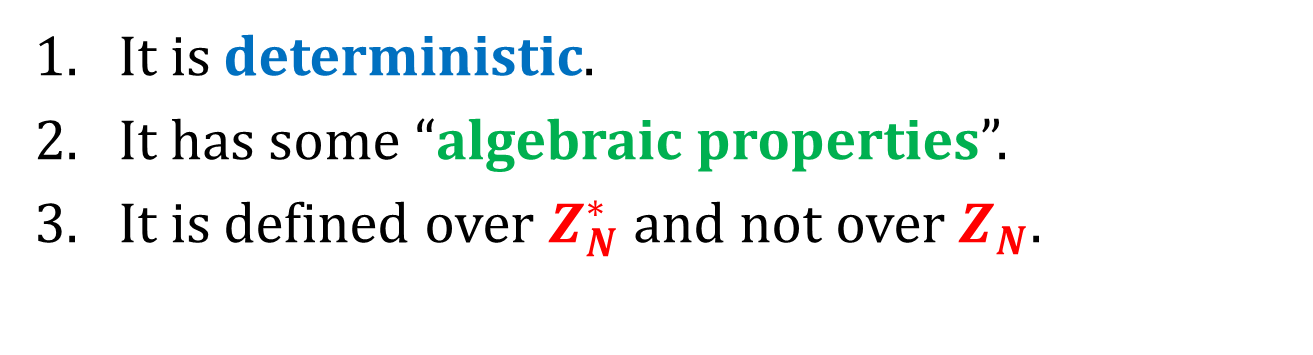 1. It is deterministic.
2. It has some “algebraic properties”.
3. It is defined over Z*N and not over ZN.